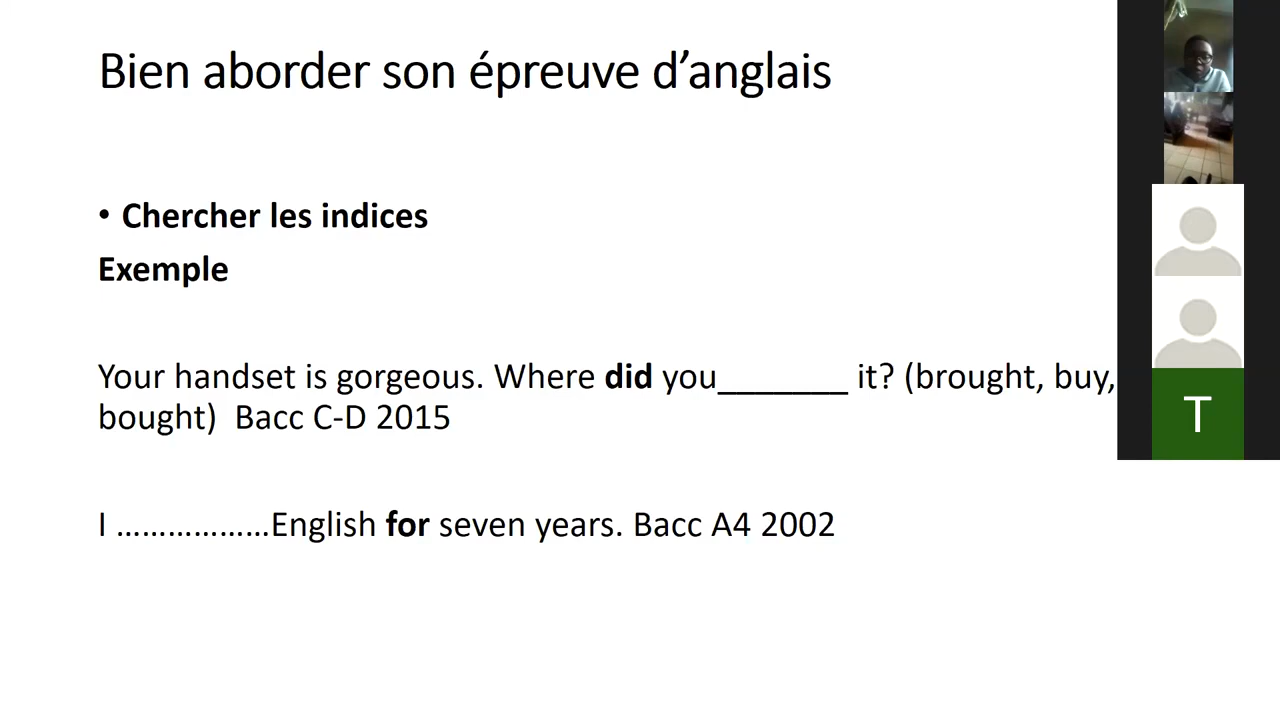 Bien aborder son épreuve d’anglais
• Chercher les indices
Exemple
Your handset is gorgeous. Where did you_______ it? (brought, buy,
bought)  Bacc C-D 2015
I ………………English for seven years. Bacc A4 2002
T